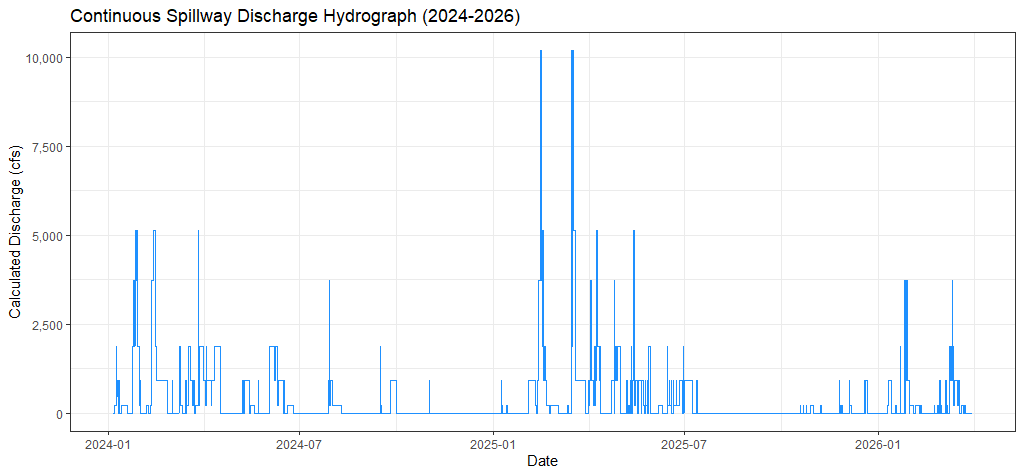 Continuous Spillway Discharge Hydrograph (2024-2026)
Calculated Discharge (cfs)
10,000
7,500
5,000
2,500
0
2024-01 2024-07 2025-01 2025-07 2026-01
Date